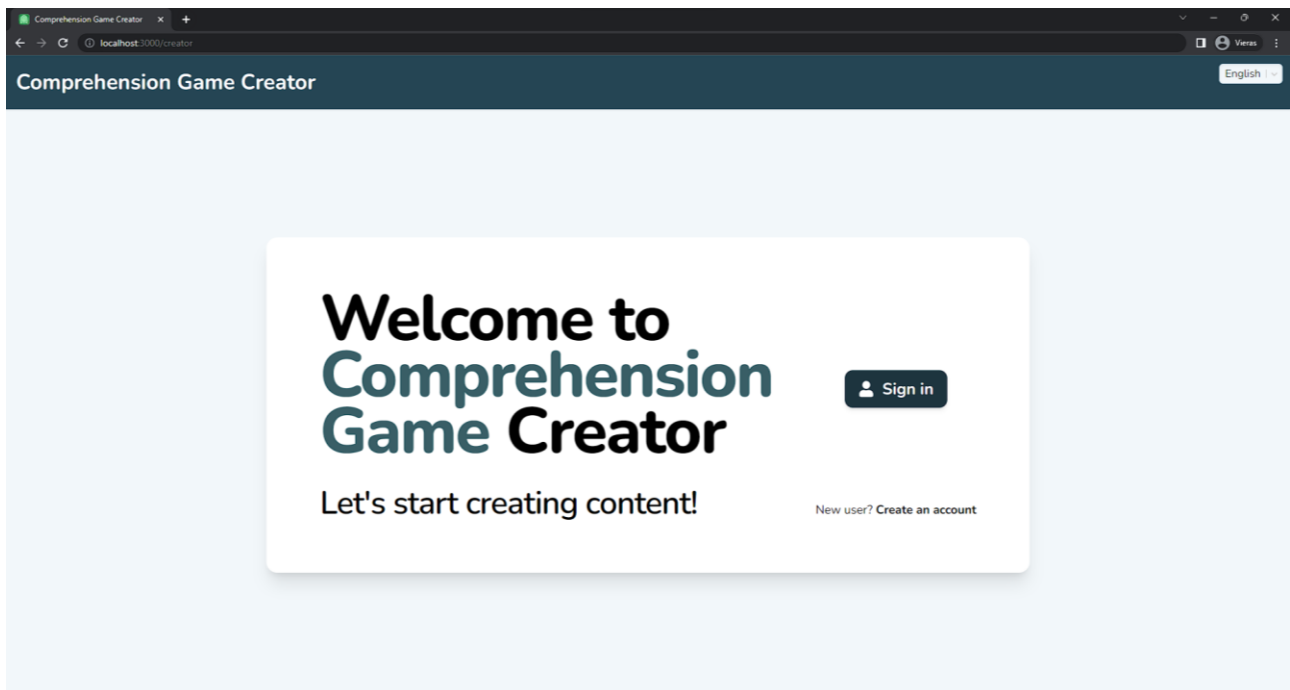 Comprehension Game Creator
localhost:3000/creator
Vieras
Comprehension Game Creator
English
Welcome to
Comprehension
Game Creator
Sign in
Let's start creating content!
New user? Create an account